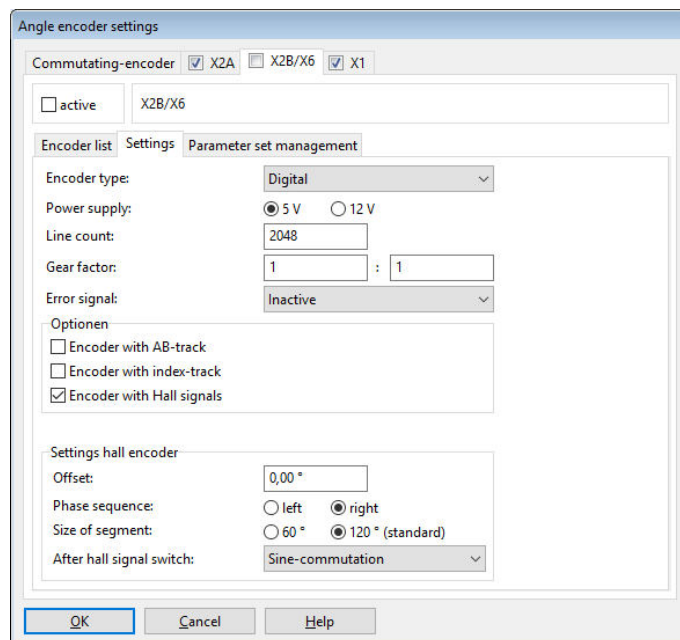 Angle encoder settings
Commutating-encoder X2A X2B/X6 X1
active X2B/X6
Encoder list Settings Parameter set management
Encoder type: Digital
Power supply: 5 V 12 V
Line count: 2048
Gear factor: 1 : 1
Error signal: Inactive
Optionen
Encoder with AB-track
Encoder with index-track
Encoder with Hall signals
Settings hall encoder
Offset: 0,00 °
Phase sequence: left right
Size of segment: 60 ° 120 ° (standard)
After hall signal switch: Sine-commutation
OK Cancel Help